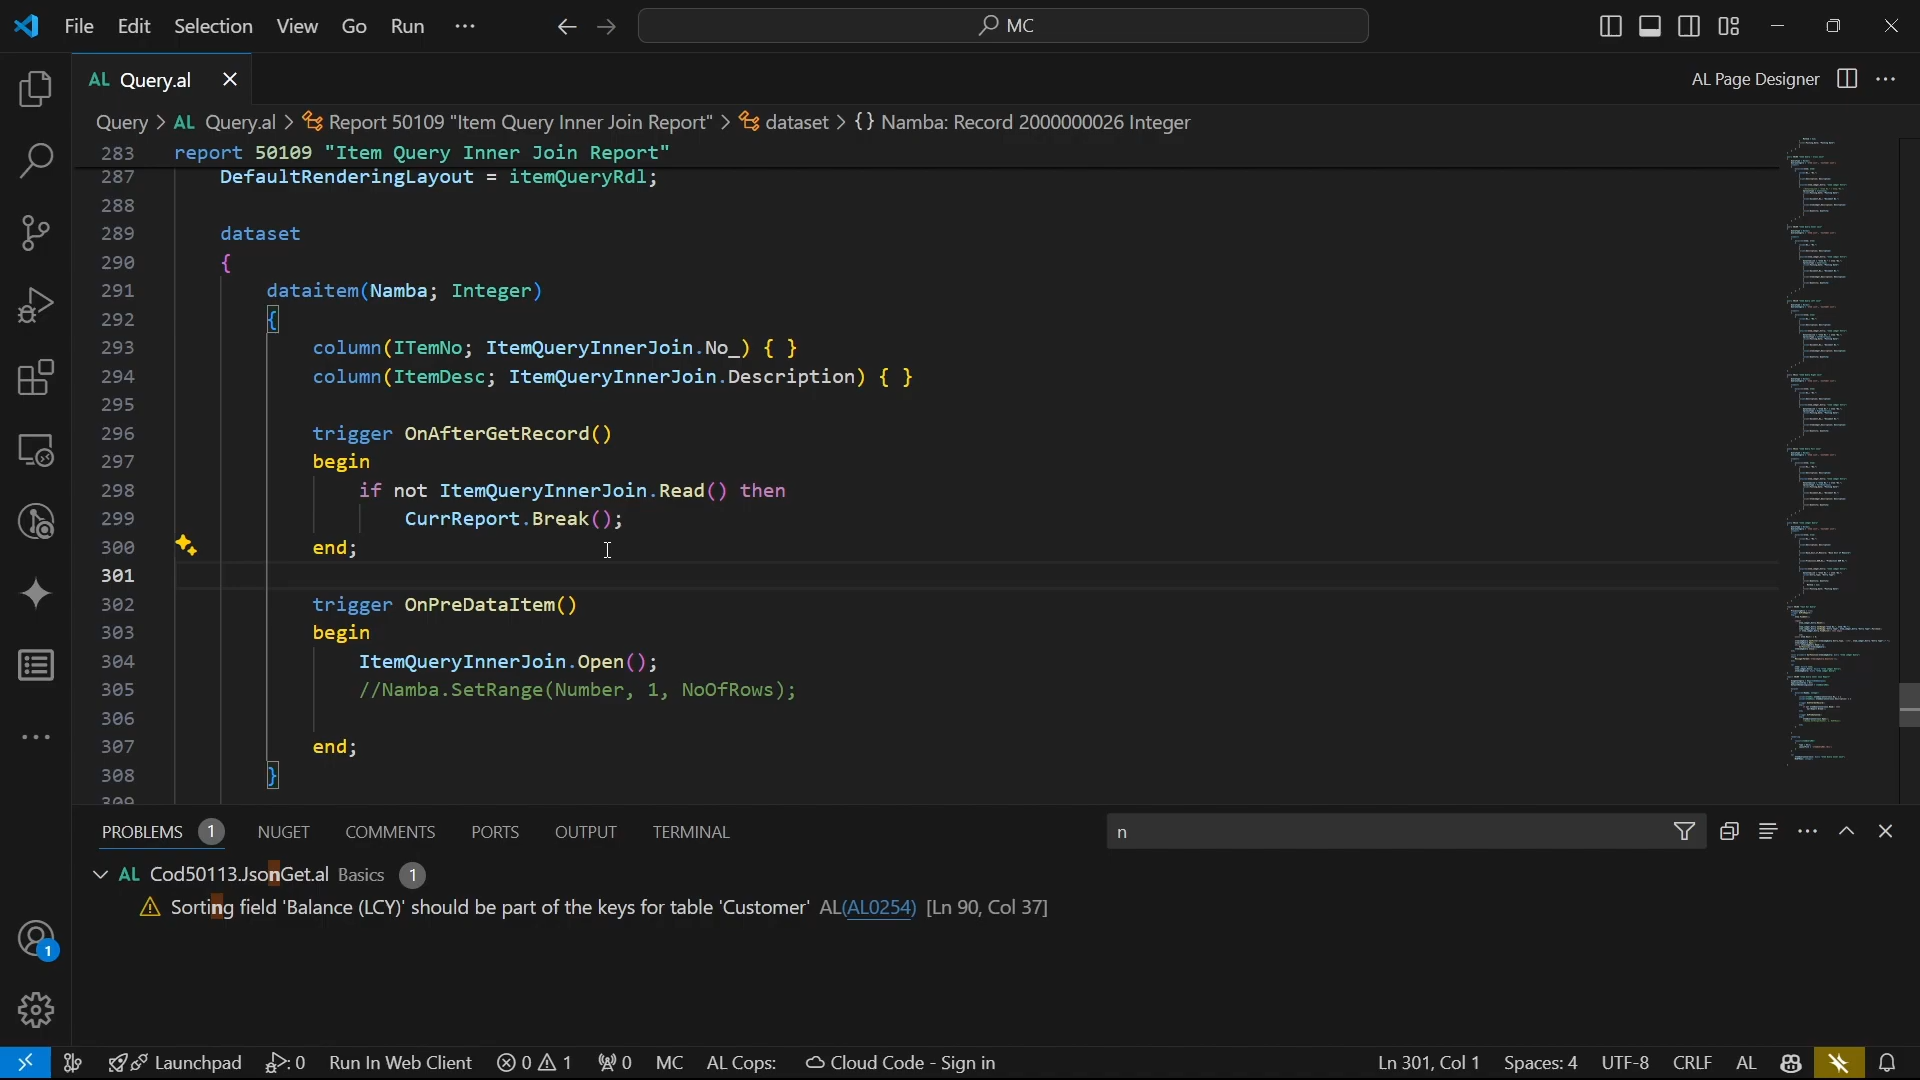 File Edit Selection View Go Run ··· MC
AL Query.al AL Page Designer ···
Query > AL Query.al > Report 50109 "Item Query Inner Join Report" > dataset > {} Namba: Record 2000000026 Integer
283 report 50109 "Item Query Inner Join Report"
287 DefaultRenderingLayout = itemQueryRdl;
288
289 dataset
290 {
291 dataitem(Namba; Integer)
292 {
293 column(ITemNo; ItemQueryInnerJoin.No_) { }
294 column(ItemDesc; ItemQueryInnerJoin.Description) { }
295
296 trigger OnAfterGetRecord()
297 begin
298 if not ItemQueryInnerJoin.Read() then
299 CurrReport.Break();
300 end;
301
302 trigger OnPreDataItem()
303 begin
304 ItemQueryInnerJoin.Open();
305 //Namba.SetRange(Number, 1, NoOfRows);
306
307 end;
308 }
309
PROBLEMS 1 NUGET COMMENTS PORTS OUTPUT TERMINAL n
AL Cod50113.JsonGet.al Basics 1
Sorting field 'Balance (LCY)' should be part of the keys for table 'Customer' AL(AL0254) [Ln 90, Col 37]
1
Launchpad : 0 Run In Web Client 0 1 0 MC AL Cops: Cloud Code - Sign in Ln 301, Col 1 Spaces: 4 UTF-8 CRLF AL